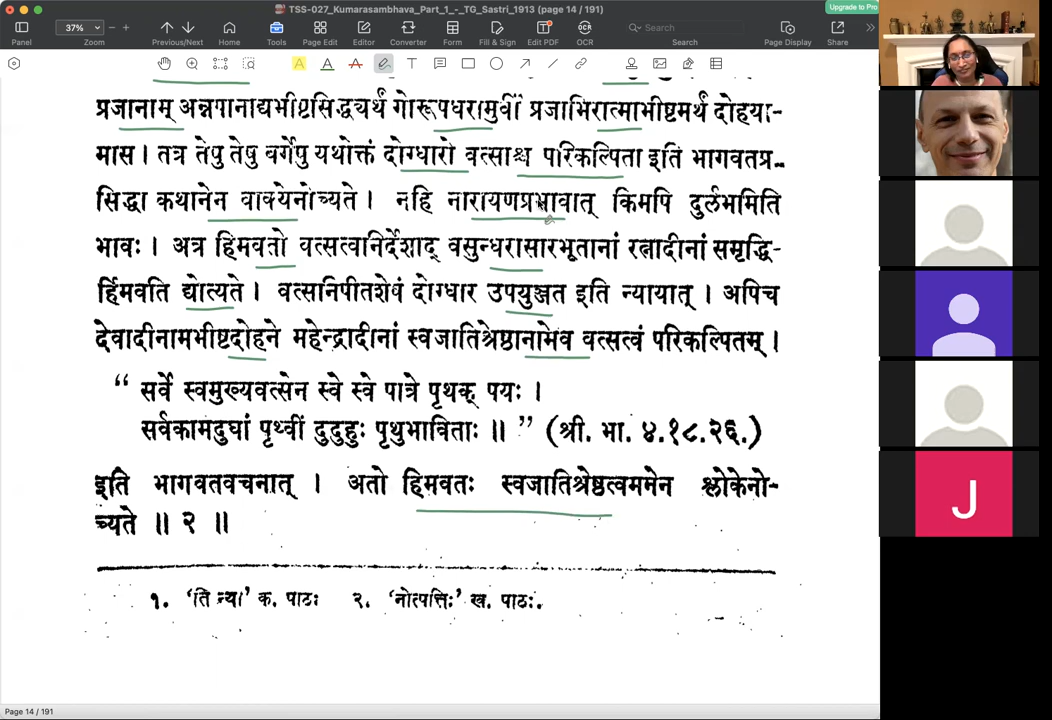 TSS-027_Kumarasambhava_Part_1_-_TG_Sastri_1913 (page 14 / 191)
Upgrade to Pro
37%
Panel Zoom Previous/Next Home Tools Page Edit Editor Converter Form Fill & Sign Edit PDF OCR Search Page Display Share
OCR
Search
प्रजानाम् अन्नपानाद्यभीष्टसिद्ध्यर्थं गोरूपधरामुर्वीं प्रजाभिरात्माभीष्टमर्थं दोहया-
मास । तत्र तेषु तेषु वर्गेषु यथोक्तं दोग्धारो वत्साश्च परिकल्पिता इति भागवतप्र-
सिद्धा कथानेन वाक्येनोच्यते । नहि नारायणप्रभावात् किमपि दुर्लभमिति
भावः । अत्र हिमवतो वत्सत्वानिर्देशाद् वसुन्धरासारभूतानां रत्नादीनां समृद्धि-
र्हिमवति द्योत्यते । वत्सानिपीतशेषं दोग्धार उपयुञ्जत इति न्यायात् । अपिच
देवादीनामभीष्टदोहने महेन्द्रादीनां स्वजातिश्रेष्ठानामेव वत्सत्वं परिकल्पितम् ।
“ सर्वे स्वमुख्यवत्सेन स्वे स्वे पात्रे पृथक् पयः ।
सर्वकामदुघां पृथ्वीं दुदुहुः पृथुभाविताः ॥ ” (श्री. भा. ४.१८.२६.)
इति भागवतवचनात् । अतो हिमवतः स्वजातिश्रेष्ठत्वममेन श्लोकेनो-
च्यते ॥ २ ॥
१. 'ति न्या' क. पाठः २. 'नोत्पत्तिः' ख. पाठः.
J
Page 14 / 191